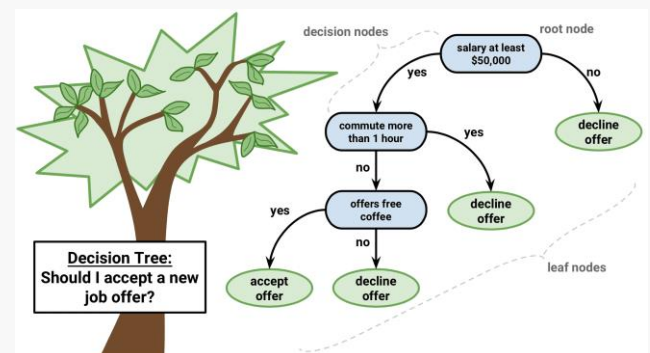 decision nodes
root node
salary at least
$50,000
yes
no
commute more
than 1 hour
decline
offer
yes
no
offers free
coffee
decline
offer
yes
no
leaf nodes
Decision Tree:
Should I accept a new
job offer?
accept
offer
decline
offer